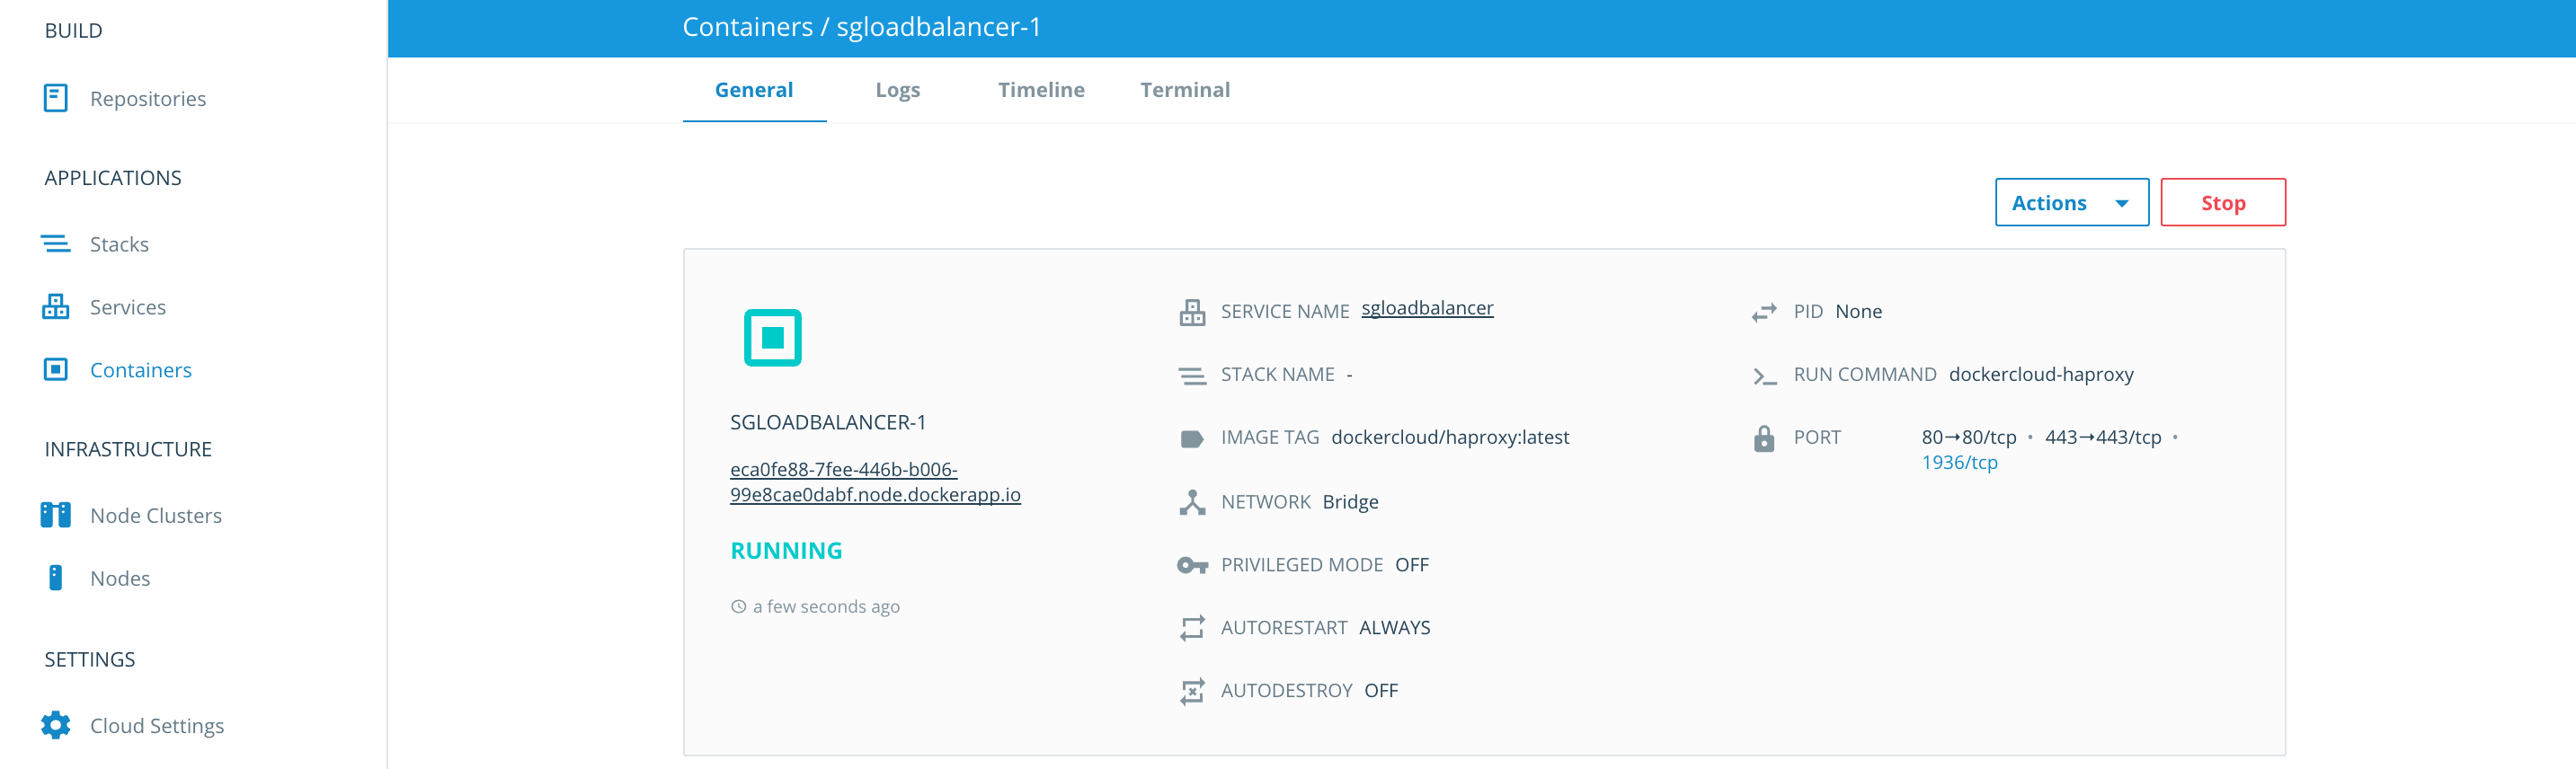 BUILD
Repositories
APPLICATIONS
Stacks
Services
Containers
INFRASTRUCTURE
Node Clusters
Nodes
SETTINGS
Cloud Settings
Containers / sgloadbalancer-1
General Logs Timeline Terminal
Actions Stop
SGLOADBALANCER-1
eca0fe88-7fee-446b-b006-
99e8cae0dabf.node.dockerapp.io
RUNNING
a few seconds ago
SERVICE NAME sgloadbalancer
STACK NAME -
IMAGE TAG dockercloud/haproxy:latest
NETWORK Bridge
PRIVILEGED MODE OFF
AUTORESTART ALWAYS
AUTODESTROY OFF
PID None
RUN COMMAND dockercloud-haproxy
PORT 80→80/tcp • 443→443/tcp •
1936/tcp